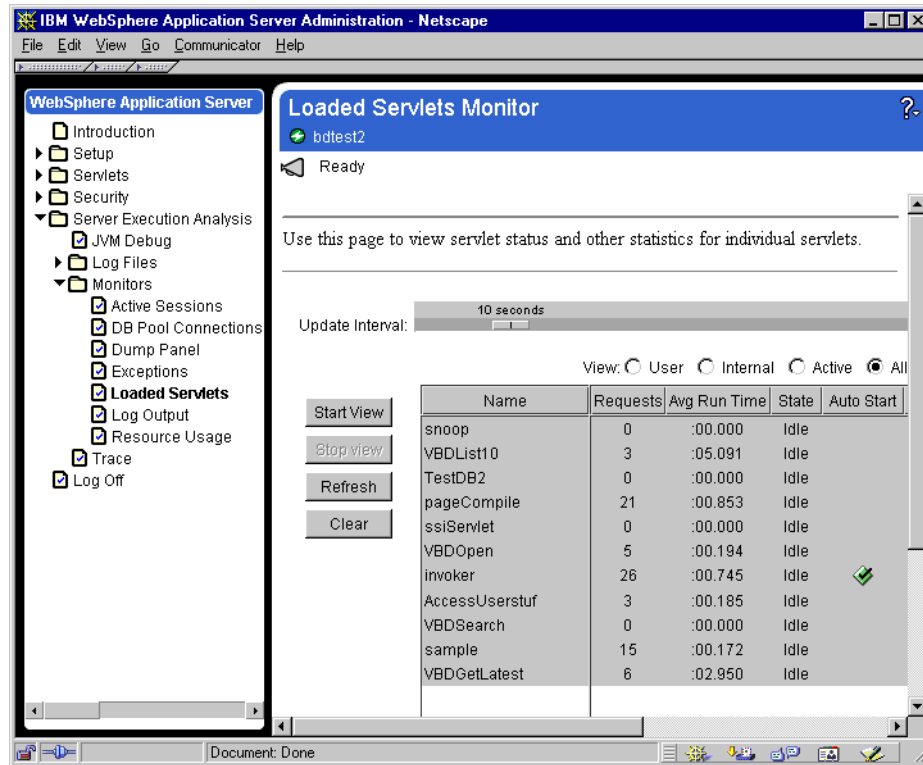 IBM WebSphere Application Server Administration - Netscape
File Edit View Go Communicator Help
WebSphere Application Server
Introduction
Setup
Servlets
Security
Server Execution Analysis
JVM Debug
Log Files
Monitors
Active Sessions
DB Pool Connections
Dump Panel
Exceptions
Loaded Servlets
Log Output
Resource Usage
Trace
Log Off
Loaded Servlets Monitor
bdtest2
Ready
Use this page to view servlet status and other statistics for individual servlets.
10 seconds
Update Interval:
View: User Internal Active All
Start View
Stop view
Refresh
Clear
Name Requests Avg Run Time State Auto Start
snoop 0 :00.000 Idle
VBDList10 3 :05.091 Idle
TestDB2 0 :00.000 Idle
pageCompile 21 :00.853 Idle
ssiServlet 0 :00.000 Idle
VBDOpen 5 :00.194 Idle
invoker 26 :00.745 Idle
AccessUserstuf 3 :00.185 Idle
VBDSearch 0 :00.000 Idle
sample 15 :00.172 Idle
VBDGetLatest 6 :02.950 Idle
Document: Done